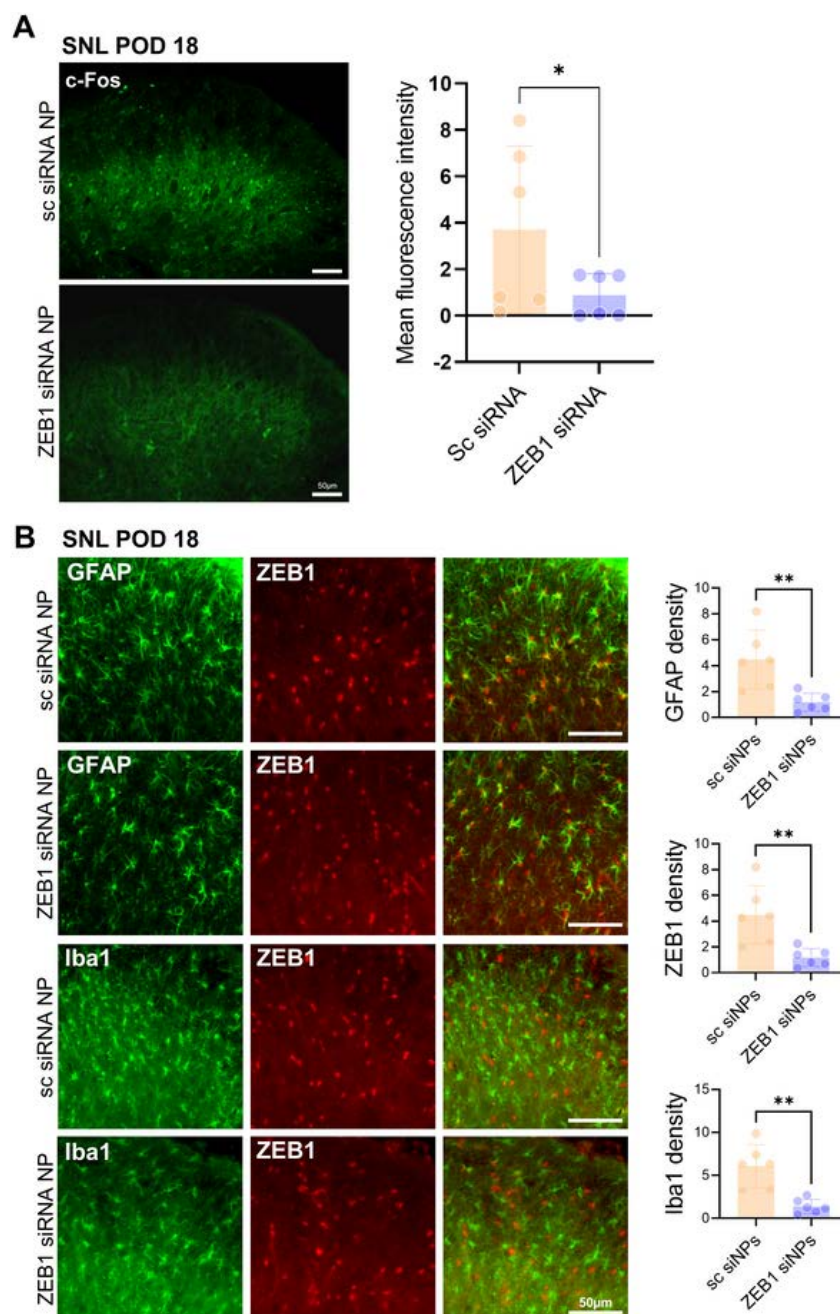 A
SNL POD 18
c-Fos
sc siRNA NP
ZEB1 siRNA NP
50μm
Mean fluorescence intensity
10
8
6
4
2
0
-2
*
Sc siRNA
ZEB1 siRNA
B
SNL POD 18
GFAP
ZEB1
sc siRNA NP
GFAP
ZEB1
ZEB1 siRNA NP
Iba1
ZEB1
sc siRNA NP
Iba1
ZEB1
ZEB1 siRNA NP
50μm
GFAP density
10
8
6
4
2
0
**
sc siNPs
ZEB1 siNPs
ZEB1 density
10
8
6
4
2
0
**
sc siNPs
ZEB1 siNPs
Iba1 density
15
10
5
0
**
sc siNPs
ZEB1 siNPs